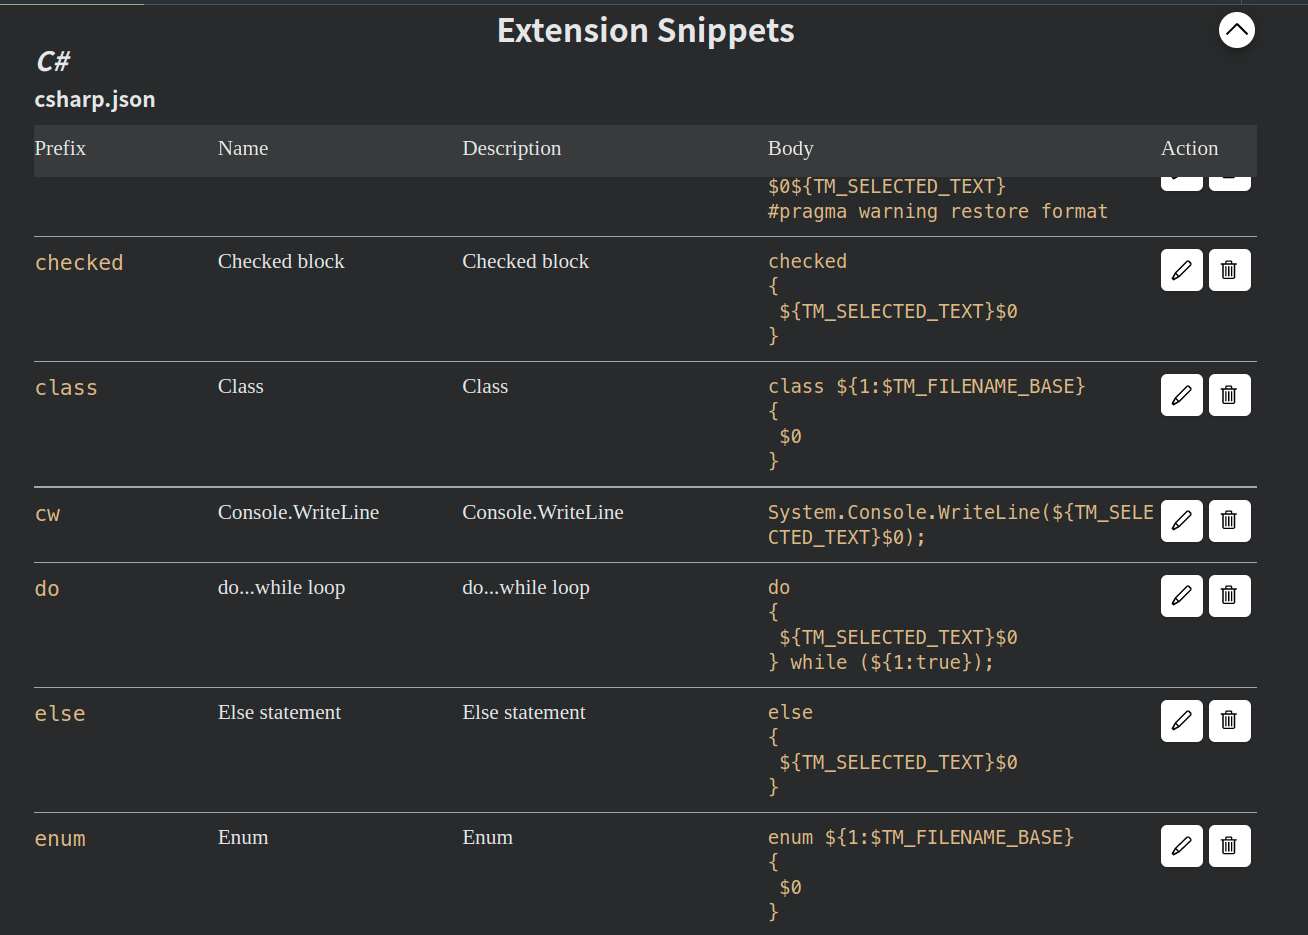 Extension Snippets
C#
csharp.json
Prefix Name Description Body Action
$0${TM_SELECTED_TEXT}
#pragma warning restore format
checked Checked block Checked block checked
{
${TM_SELECTED_TEXT}$0
}
class Class Class class ${1:$TM_FILENAME_BASE}
{
$0
}
cw Console.WriteLine Console.WriteLine System.Console.WriteLine(${TM_SELE
CTED_TEXT}$0);
do do...while loop do...while loop do
{
${TM_SELECTED_TEXT}$0
} while (${1:true});
else Else statement Else statement else
{
${TM_SELECTED_TEXT}$0
}
enum Enum Enum enum ${1:$TM_FILENAME_BASE}
{
$0
}